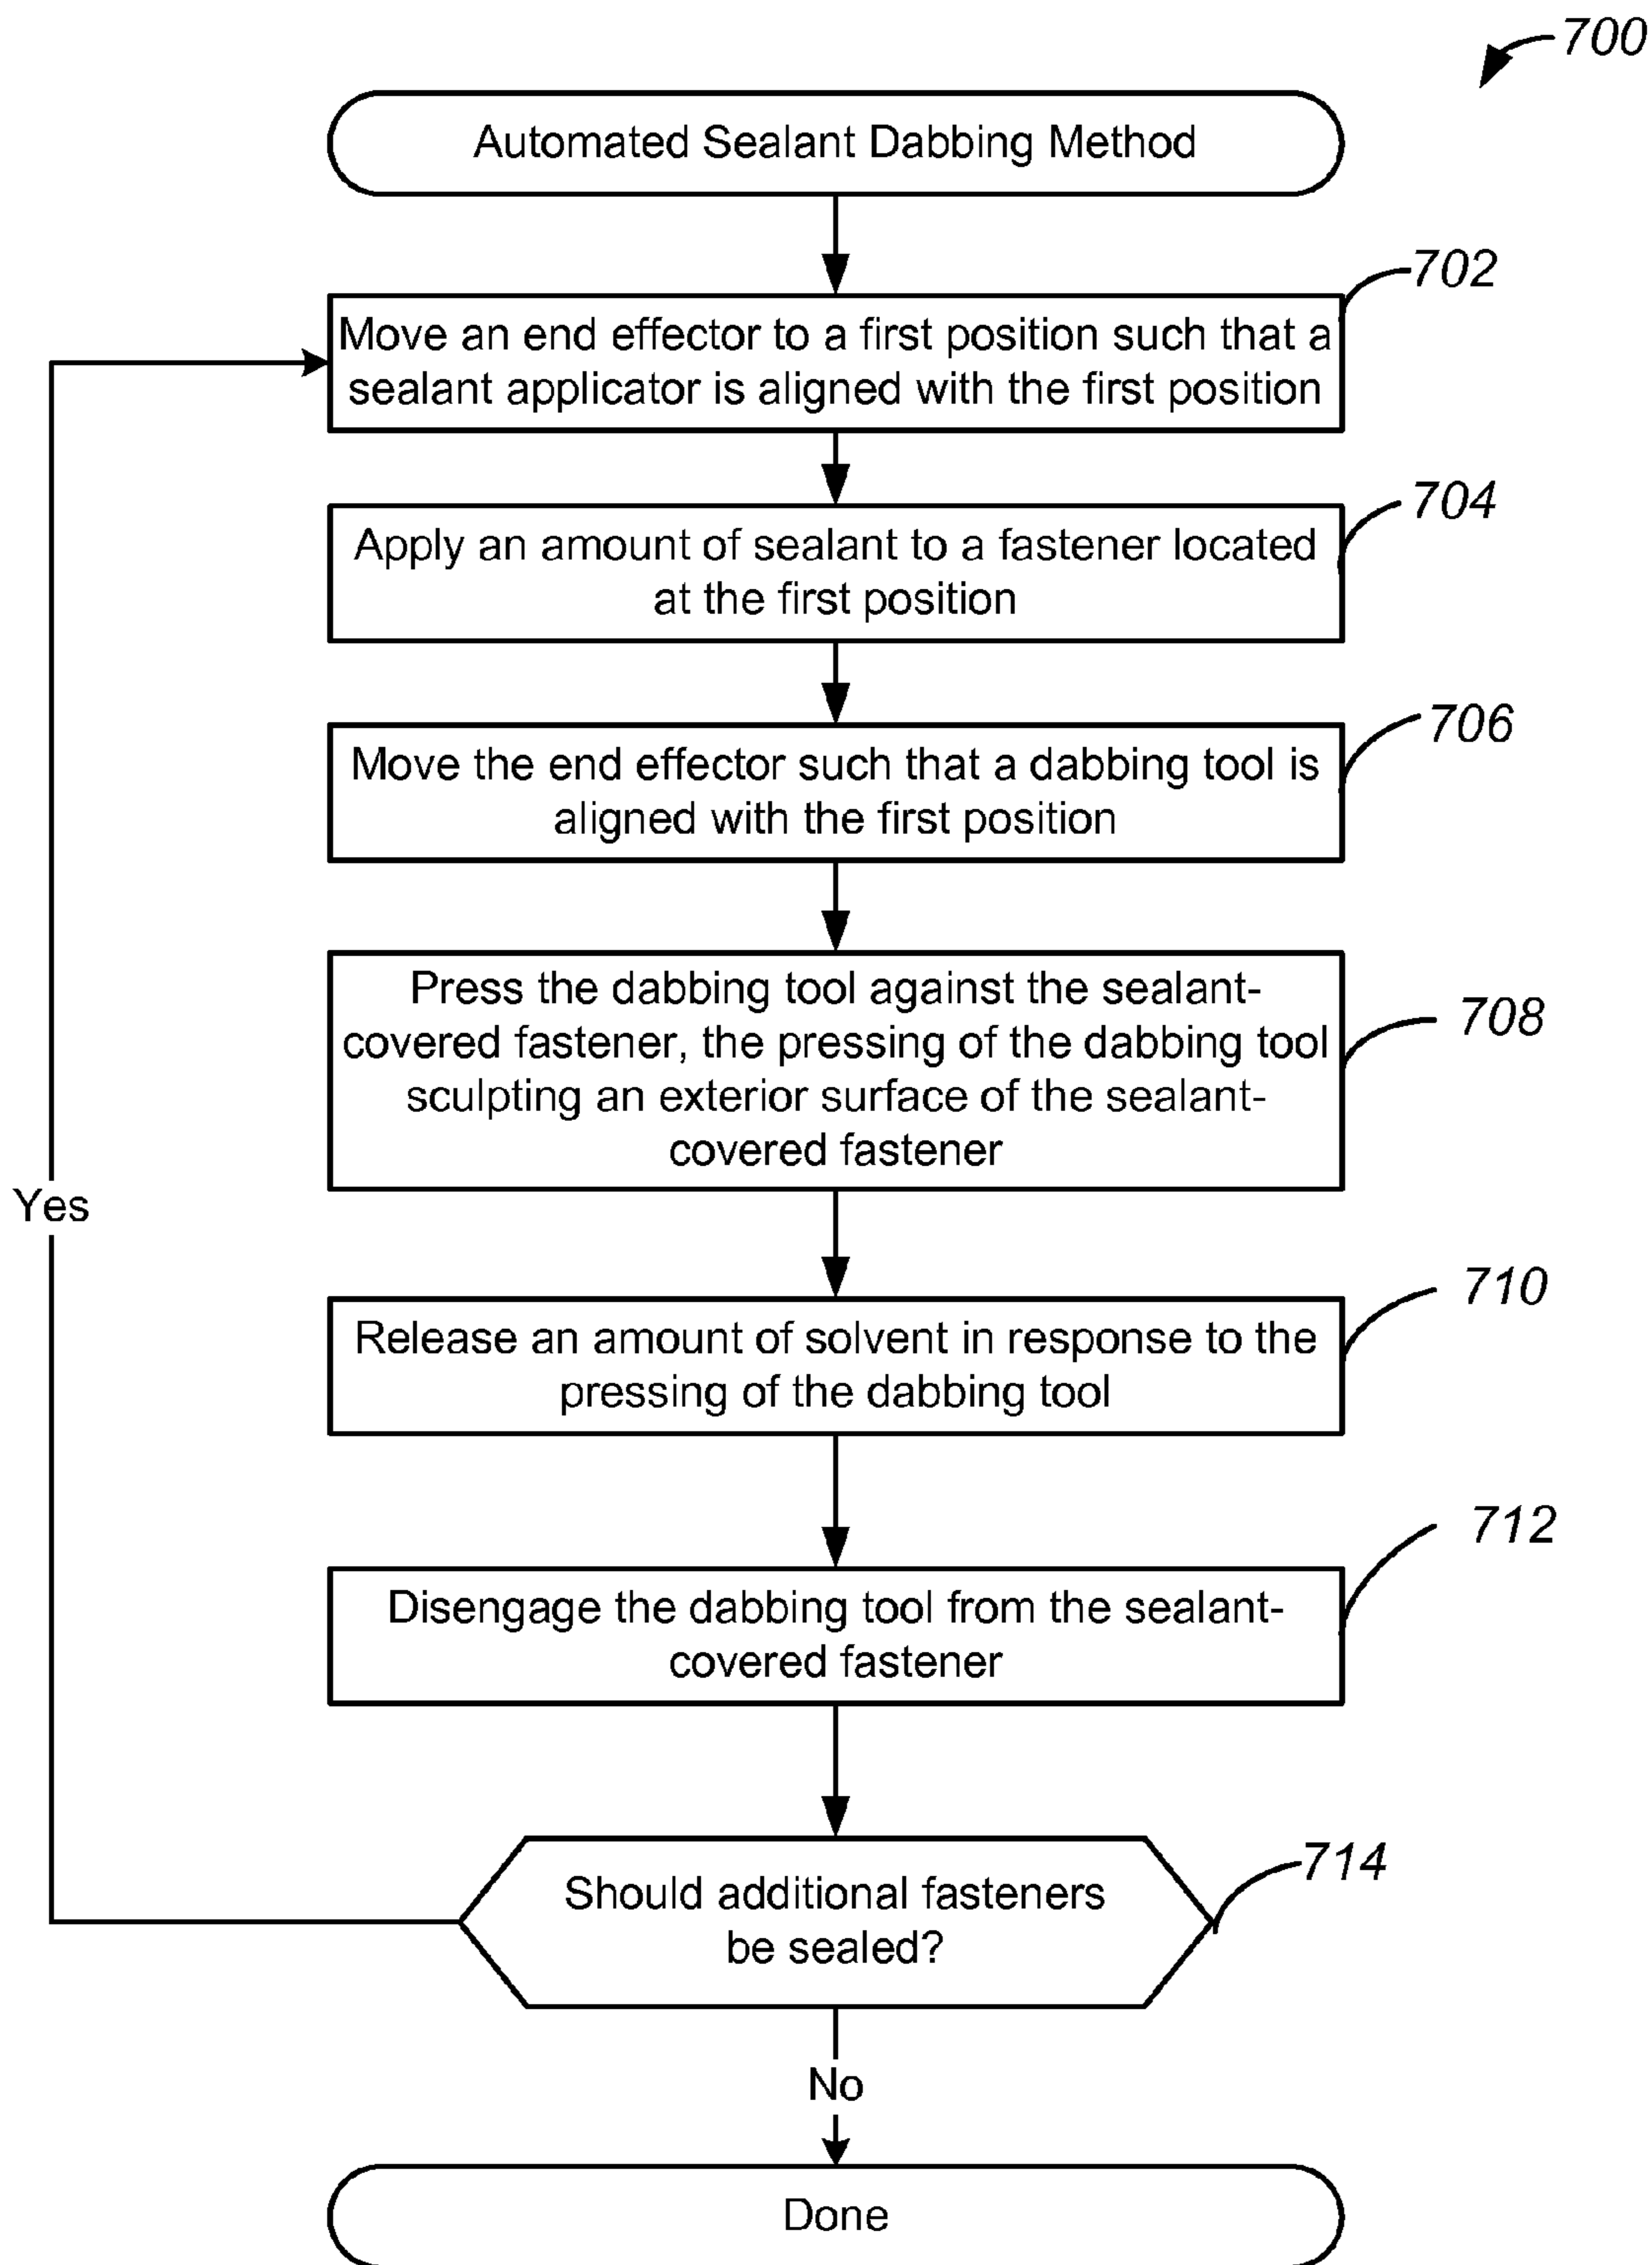 700
Automated Sealant Dabbing Method
702
Move an end effector to a first position such that a
sealant applicator is aligned with the first position
704
Apply an amount of sealant to a fastener located
at the first position
706
Move the end effector such that a dabbing tool is
aligned with the first position
708
Press the dabbing tool against the sealant-
covered fastener, the pressing of the dabbing tool
sculpting an exterior surface of the sealant-
covered fastener
Yes
710
Release an amount of solvent in response to the
pressing of the dabbing tool
712
Disengage the dabbing tool from the sealant-
covered fastener
714
Should additional fasteners
be sealed?
No
Done